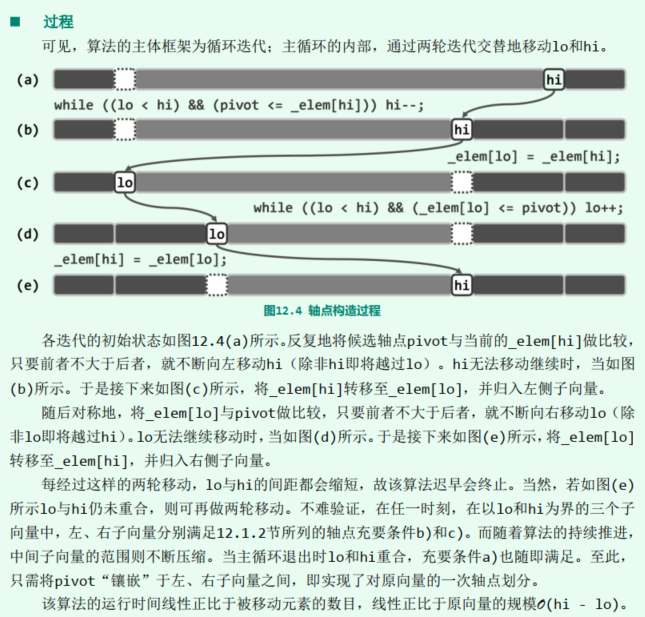 ■ 过程
可见，算法的主体框架为循环迭代；主循环的内部，通过两轮迭代交替地移动lo和hi。
(a) hi
while ((lo < hi) && (pivot <= _elem[hi])) hi--;
(b) hi
_elem[lo] = _elem[hi];
(c) lo
while ((lo < hi) && (_elem[lo] <= pivot)) lo++;
(d) lo
_elem[hi] = _elem[lo];
(e) hi
图12.4 轴点构造过程
各迭代的初始状态如图12.4(a)所示。反复地将候选轴点pivot与当前的_elem[hi]做比较，
只要前者不大于后者，就不断向左移动hi（除非hi即将越过lo）。hi无法移动继续时，当如图
(b)所示。于是接下来如图(c)所示，将_elem[hi]转移至_elem[lo]，并归入左侧子向量。
随后对称地，将_elem[lo]与pivot做比较，只要前者不大于后者，就不断向右移动lo（除
非lo即将越过hi）。lo无法继续移动时，当如图(d)所示。于是接下来如图(e)所示，将_elem[lo]
转移至_elem[hi]，并归入右侧子向量。
每经过这样的两轮移动，lo与hi的间距都会缩短，故该算法迟早会终止。当然，若如图(e)
所示lo与hi仍未重合，则可再做两轮移动。不难验证，在任一时刻，在以lo和hi为界的三个子
向量中，左、右子向量分别满足12.1.2节所列的轴点充要条件b)和c)。而随着算法的持续推进，
中间子向量的范围则不断压缩。当主循环退出时lo和hi重合，充要条件a)也随即满足。至此，
只需将pivot“镶嵌”于左、右子向量之间，即实现了对原向量的一次轴点划分。
该算法的运行时间线性正比于被移动元素的数目，线性正比于原向量的规模O(hi - lo)。